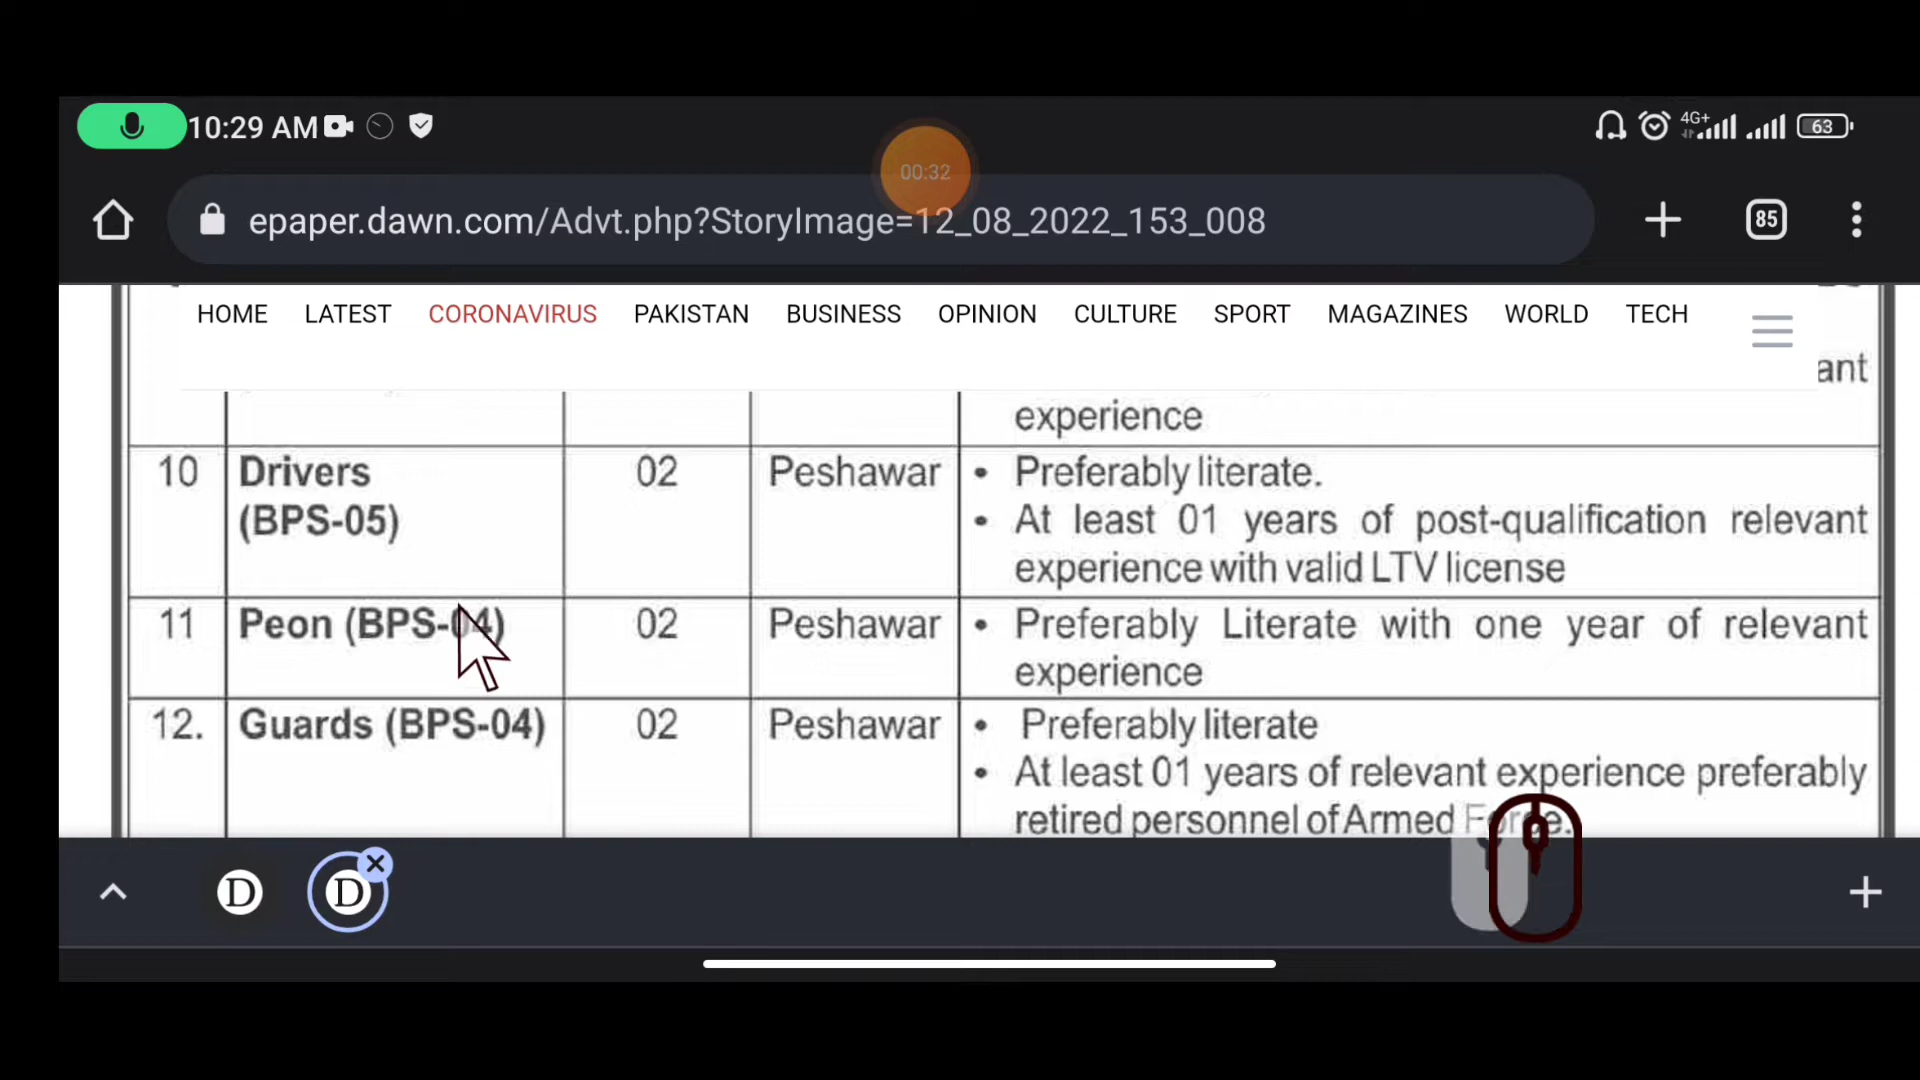 10:29 AM
4G+
63
00:32
epaper.dawn.com/Advt.php?StoryImage=12_08_2022_153_008
85
HOME LATEST CORONAVIRUS PAKISTAN BUSINESS OPINION CULTURE SPORT MAGAZINES WORLD TECH
ant
experience
10 Drivers 02 Peshawar • Preferably literate.
(BPS-05) • At least 01 years of post-qualification relevant
experience with valid LTV license
11 Peon (BPS-04) 02 Peshawar • Preferably Literate with one year of relevant
experience
12. Guards (BPS-04) 02 Peshawar • Preferably literate
• At least 01 years of relevant experience preferably
retired personnel of Armed Force.
D D